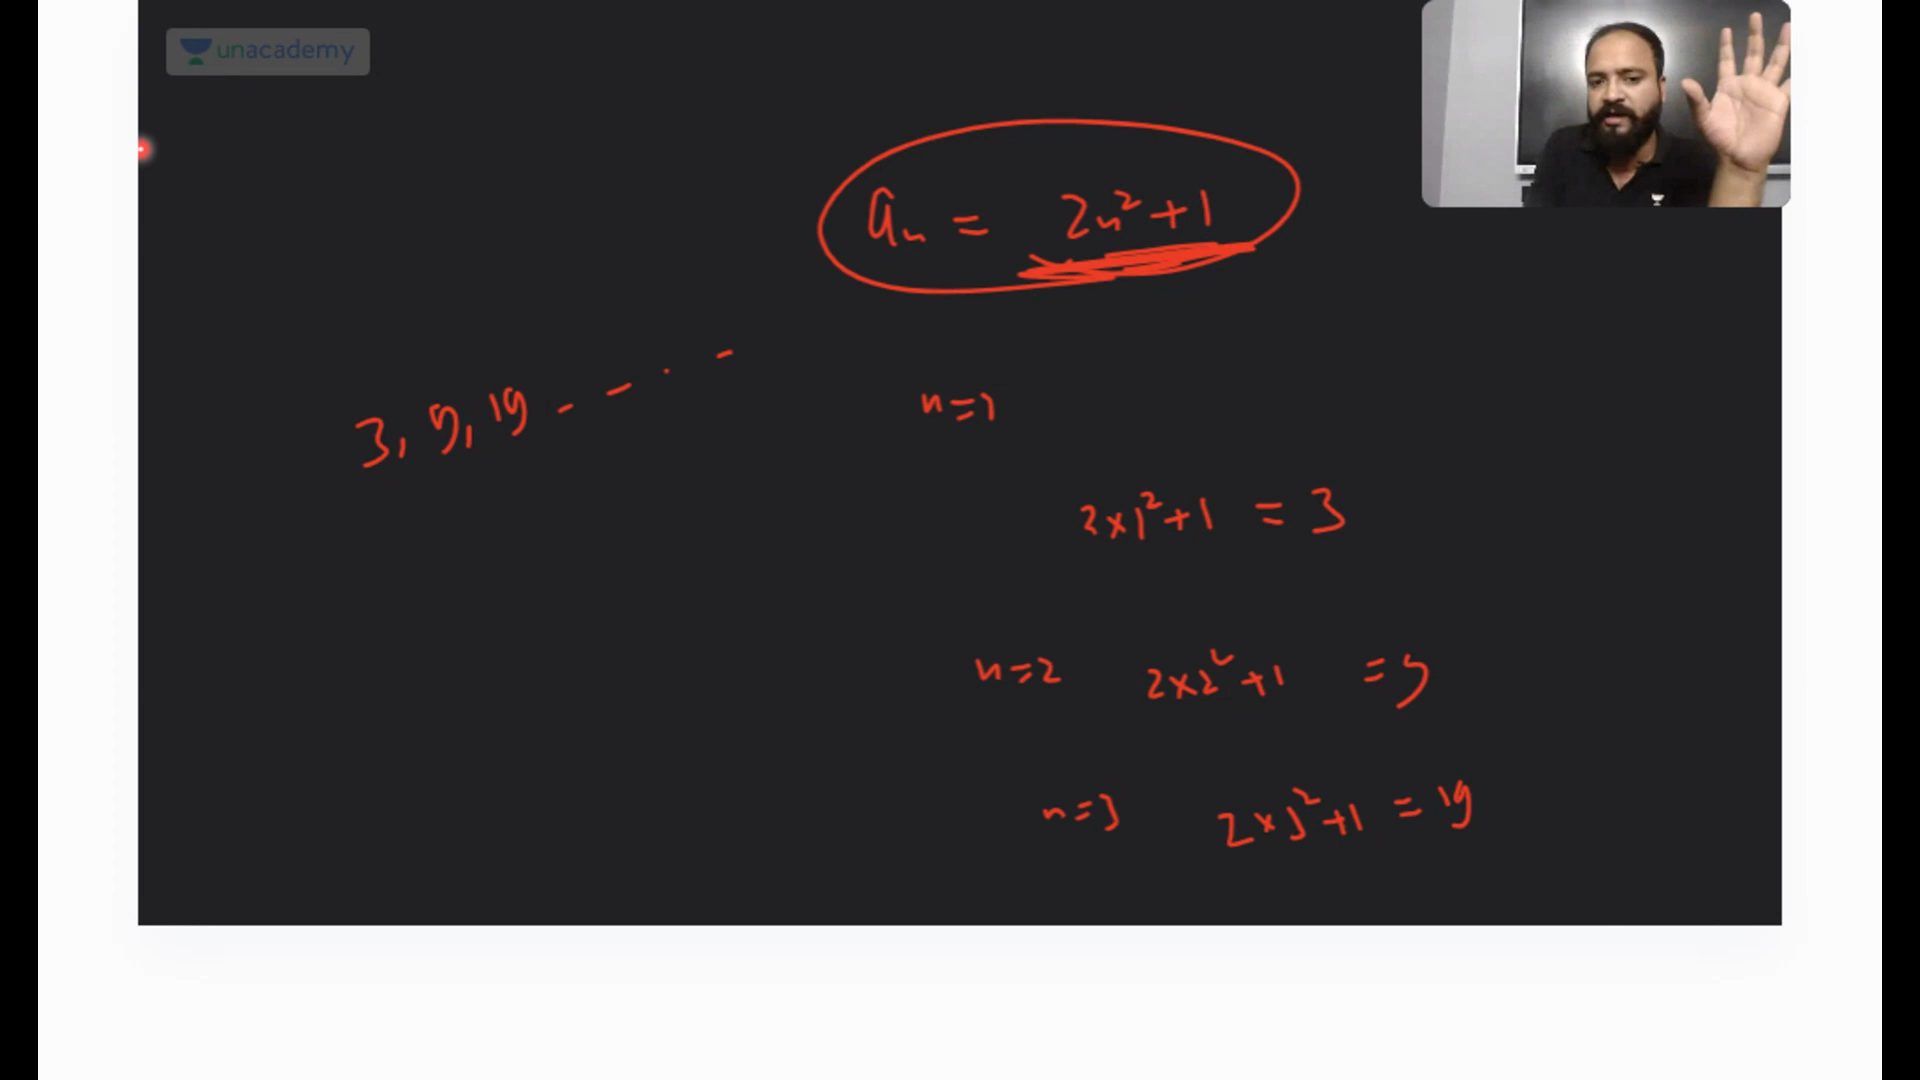 unacademy
aₙ = 2n²+1
3, 9, 19 - - . -
n=1
2×1²+1 = 3
n=2 2×2²+1 = 9
n=3 2×3²+1 = 19